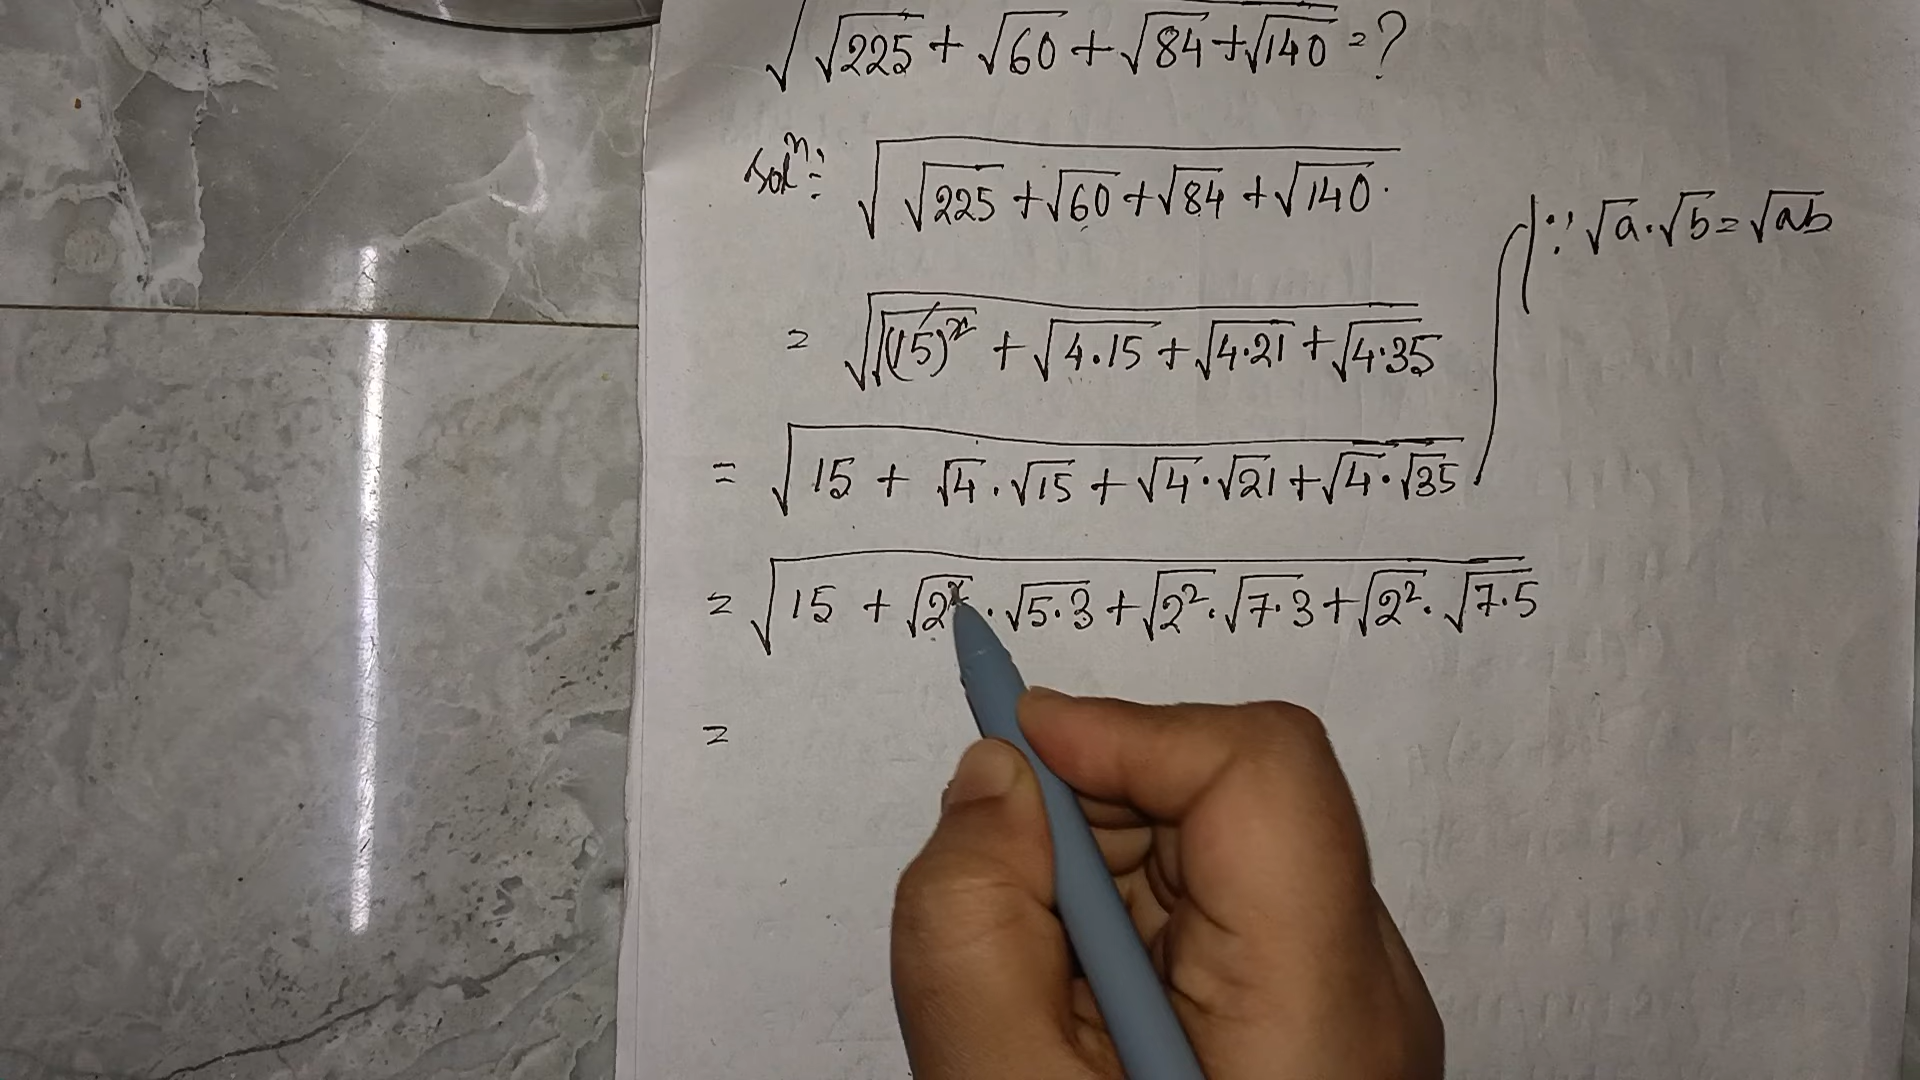 √(√225 + √60 + √84 + √140) = ?
Solⁿ: √(√225 + √60 + √84 + √140)
∵ √a · √b = √ab
= √(√(15)² + √4·15 + √4·21 + √4·35)
= √(15 + √4 · √15 + √4 · √21 + √4 · √35)
= √(15 + √2² · √5·3 + √2² · √7·3 + √2² · √7·5)
=